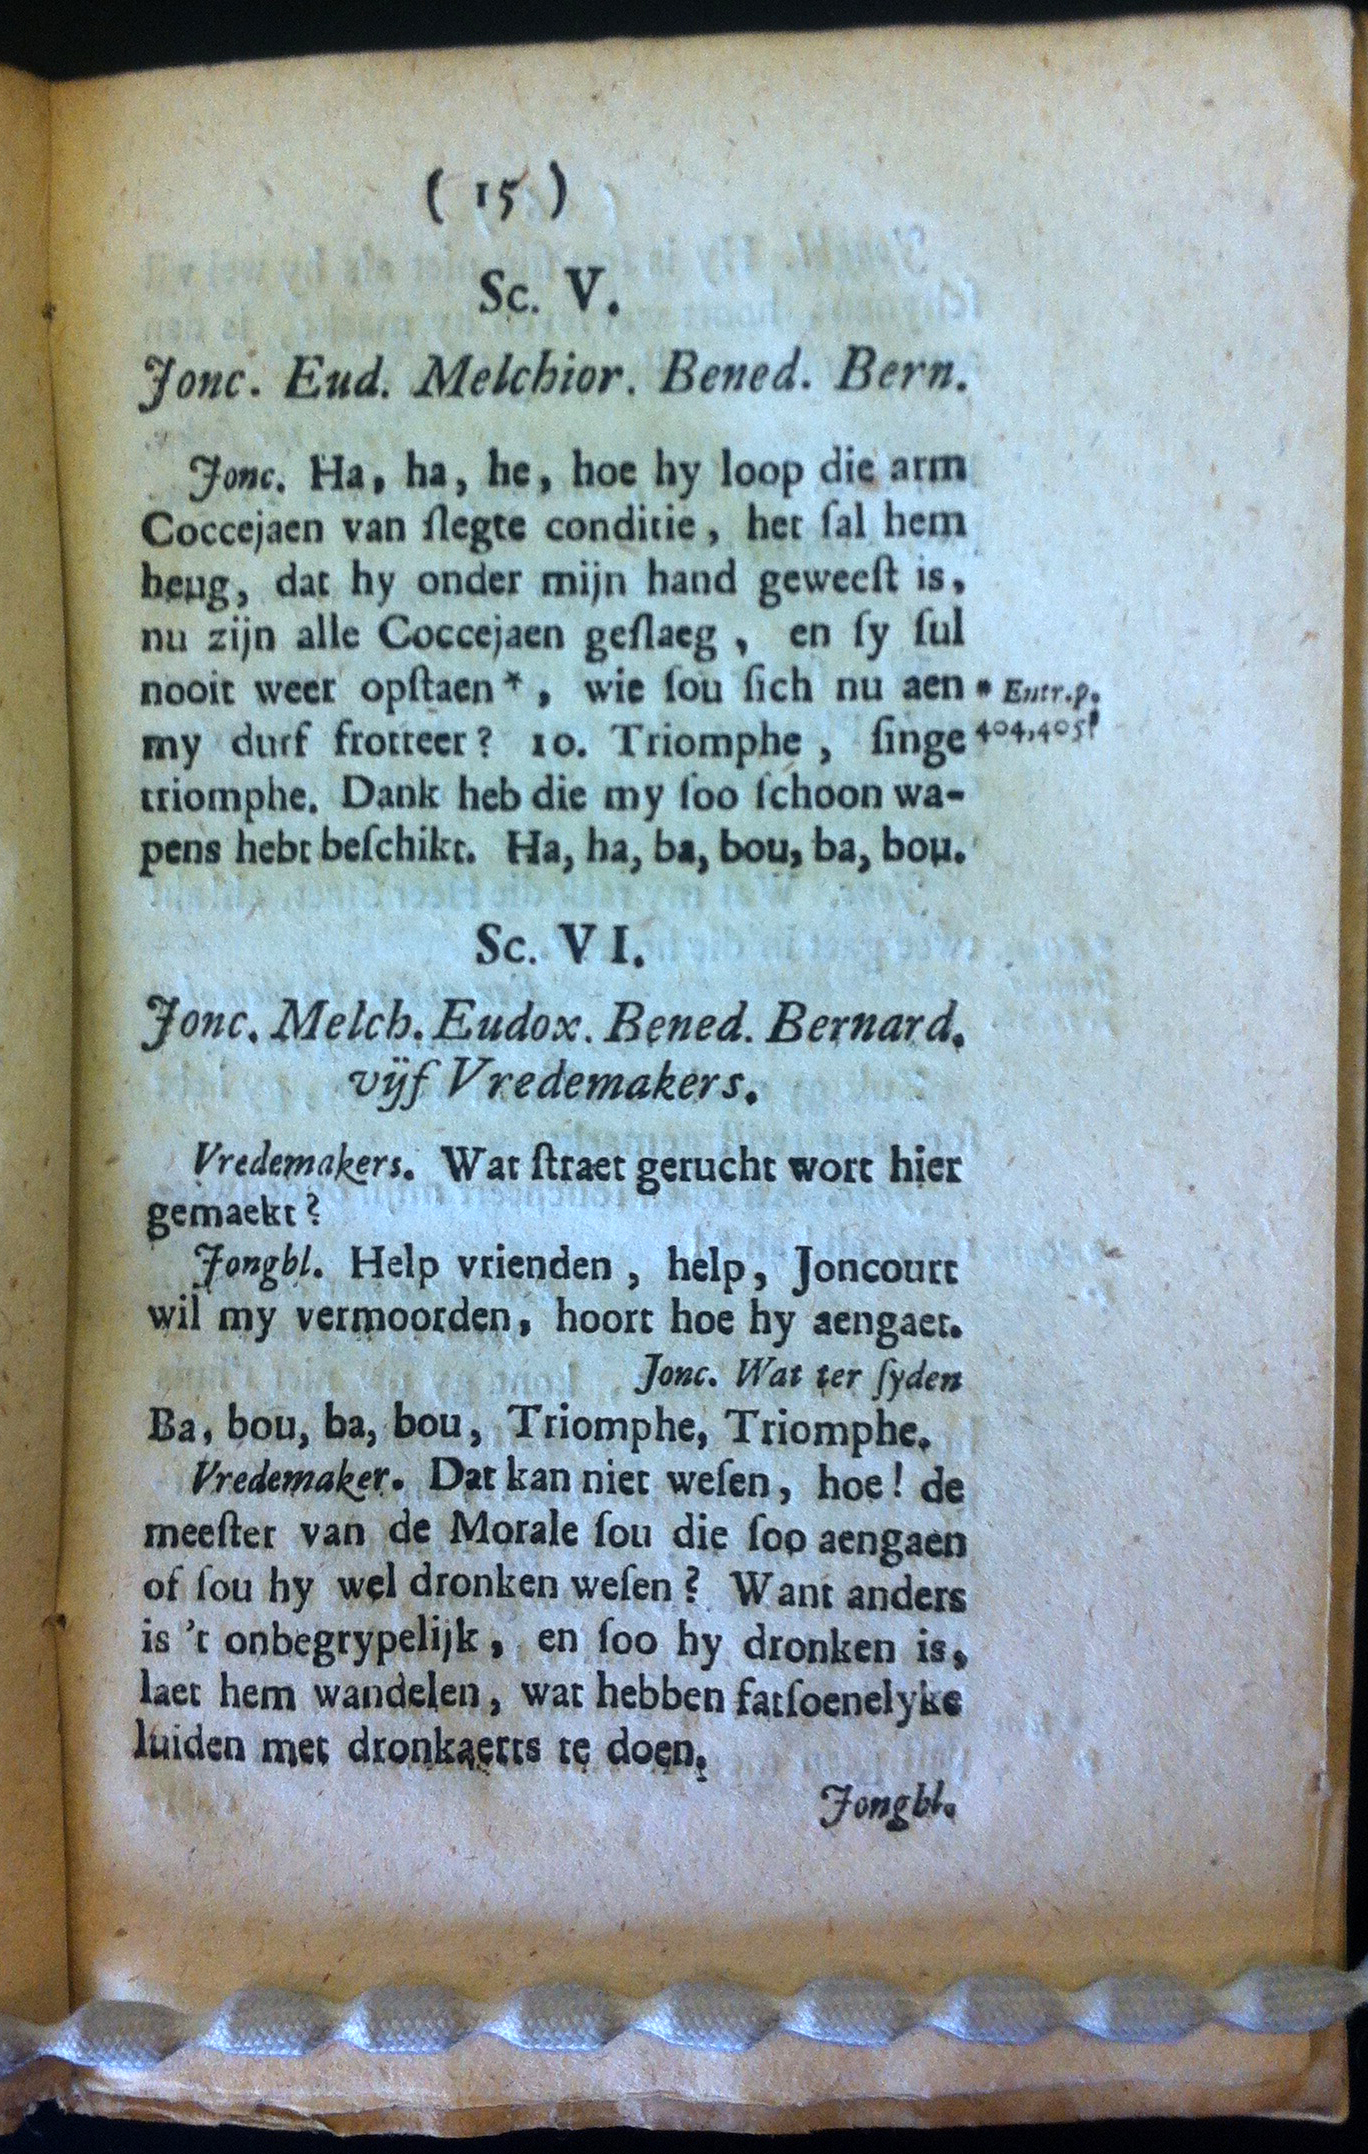 ( 15 )
Sc. V.
Jonc. Eud. Melchior. Bened. Bern.
Jonc. Ha, ha, he, hoe hy loop die arm
Coccejaen van ſlegte conditie, het ſal hem
heug, dat hy onder mijn hand geweeſt is,
nu zijn alle Coccejaen geſlaeg, en ſy ſul
nooit weer opſtaen*, wie ſou ſich nu aen
* Entr.p.
my durf frotteer? 10. Triomphe, ſinge
404,405
triomphe. Dank heb die my ſoo ſchoon wa-
pens hebt beſchikt. Ha, ha, ba, bou, ba, bou.
Sc. VI.
Jonc. Melch. Eudox. Bened. Bernard.
vijf Vredemakers.
Vredemakers. Wat ſtraet gerucht wort hier
gemaekt?
Jongbl. Help vrienden, help, Joncourt
wil my vermoorden, hoort hoe hy aengaet.
Jonc. Wat ter ſyden
Ba, bou, ba, bou, Triomphe, Triomphe.
Vredemaker. Dat kan niet weſen, hoe! de
meeſter van de Morale ſou die ſoo aengaen
of ſou hy wel dronken weſen? Want anders
is 't onbegrypelijk, en ſoo hy dronken is,
laet hem wandelen, wat hebben fatſoenelyke
luiden met dronkaerts te doen.
Jongbl.